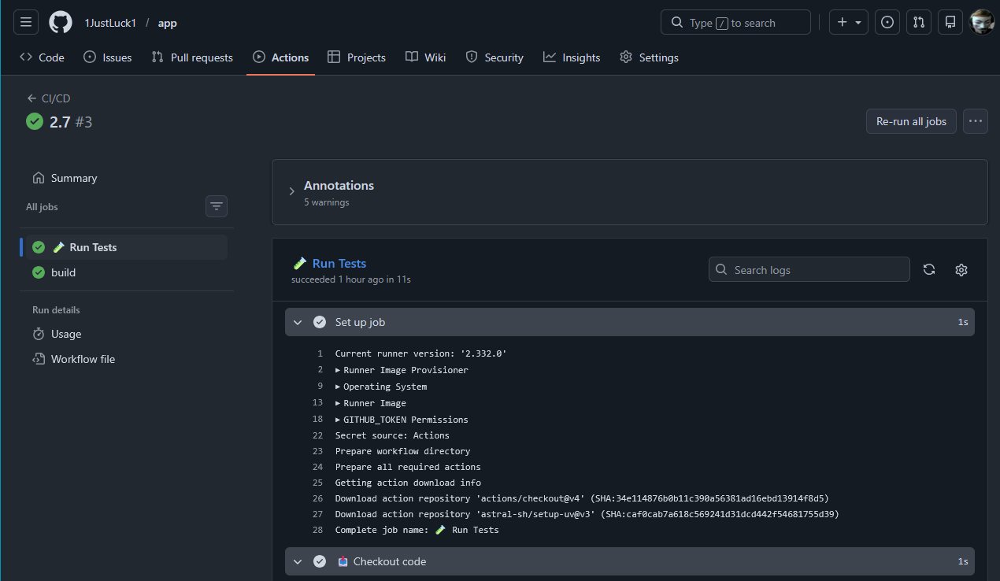 1JustLuck1 / app
Type / to search
Code Issues Pull requests Actions Projects Wiki Security Insights Settings
← CI/CD
2.7 #3
Re-run all jobs
Summary
All jobs
Run Tests
build
Run details
Usage
Workflow file
Annotations
5 warnings
Run Tests
succeeded 1 hour ago in 11s
Search logs
Set up job 1s
1 Current runner version: '2.332.0'
2 ▸ Runner Image Provisioner
9 ▸ Operating System
13 ▸ Runner Image
18 ▸ GITHUB_TOKEN Permissions
22 Secret source: Actions
23 Prepare workflow directory
24 Prepare all required actions
25 Getting action download info
26 Download action repository 'actions/checkout@v4' (SHA:34e114876b0b11c390a56381ad16ebd13914f8d5)
27 Download action repository 'astral-sh/setup-uv@v3' (SHA:caf0cab7a618c569241d31dcd442f54681755d39)
28 Complete job name: 🧪 Run Tests
📥 Checkout code 1s